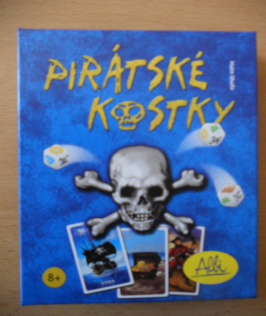 PIRÁTSKÉ
KOSTKY
8+
Albi